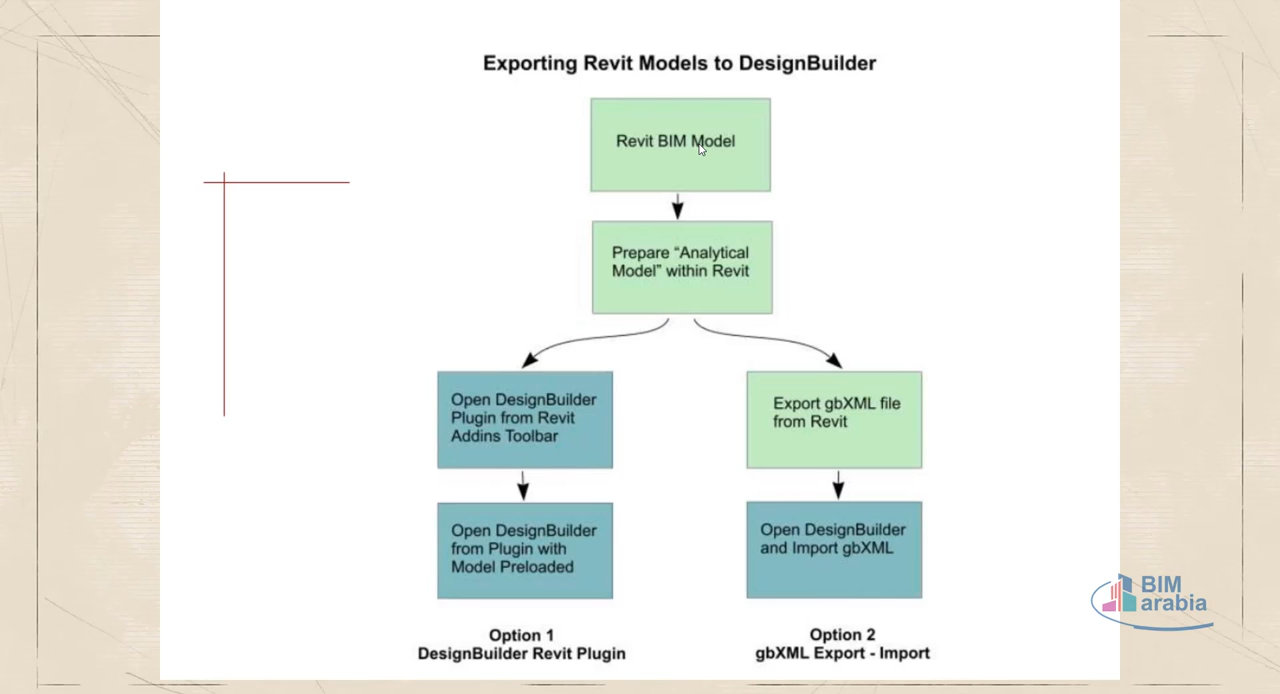 Exporting Revit Models to DesignBuilder
Revit BIM Model
Prepare “Analytical
Model” within Revit
Open DesignBuilder
Plugin from Revit
Addins Toolbar
Export gbXML file
from Revit
Open DesignBuilder
from Plugin with
Model Preloaded
Open DesignBuilder
and Import gbXML
Option 1
DesignBuilder Revit Plugin
Option 2
gbXML Export - Import
BIM
arabia